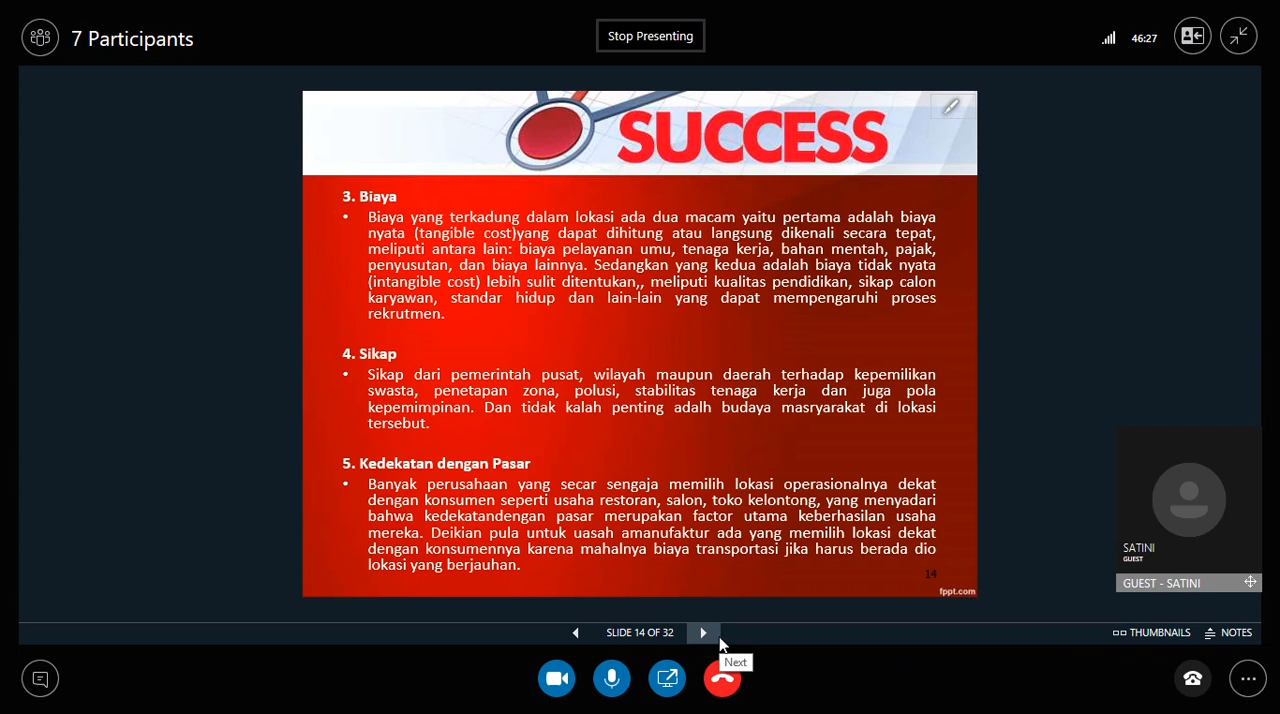 7 Participants
Stop Presenting
46:27
SUCCESS
3. Biaya
• Biaya yang terkadung dalam lokasi ada dua macam yaitu pertama adalah biaya
nyata (tangible cost)yang dapat dihitung atau langsung dikenali secara tepat,
meliputi antara lain: biaya pelayanan umu, tenaga kerja, bahan mentah, pajak,
penyusutan, dan biaya lainnya. Sedangkan yang kedua adalah biaya tidak nyata
(intangible cost) lebih sulit ditentukan,, meliputi kualitas pendidikan, sikap calon
karyawan, standar hidup dan lain-lain yang dapat mempengaruhi proses
rekrutmen.
4. Sikap
• Sikap dari pemerintah pusat, wilayah maupun daerah terhadap kepemilikan
swasta, penetapan zona, polusi, stabilitas tenaga kerja dan juga pola
kepemimpinan. Dan tidak kalah penting adalh budaya masryarakat di lokasi
tersebut.
5. Kedekatan dengan Pasar
• Banyak perusahaan yang secar sengaja memilih lokasi operasionalnya dekat
dengan konsumen seperti usaha restoran, salon, toko kelontong, yang menyadari
bahwa kedekatandengan pasar merupakan factor utama keberhasilan usaha
mereka. Deikian pula untuk uasah amanufaktur ada yang memilih lokasi dekat
dengan konsumennya karena mahalnya biaya transportasi jika harus berada dio
lokasi yang berjauhan.
14
fppt.com
SATINI
GUEST
GUEST - SATINI
SLIDE 14 OF 32
THUMBNAILS
NOTES
Next